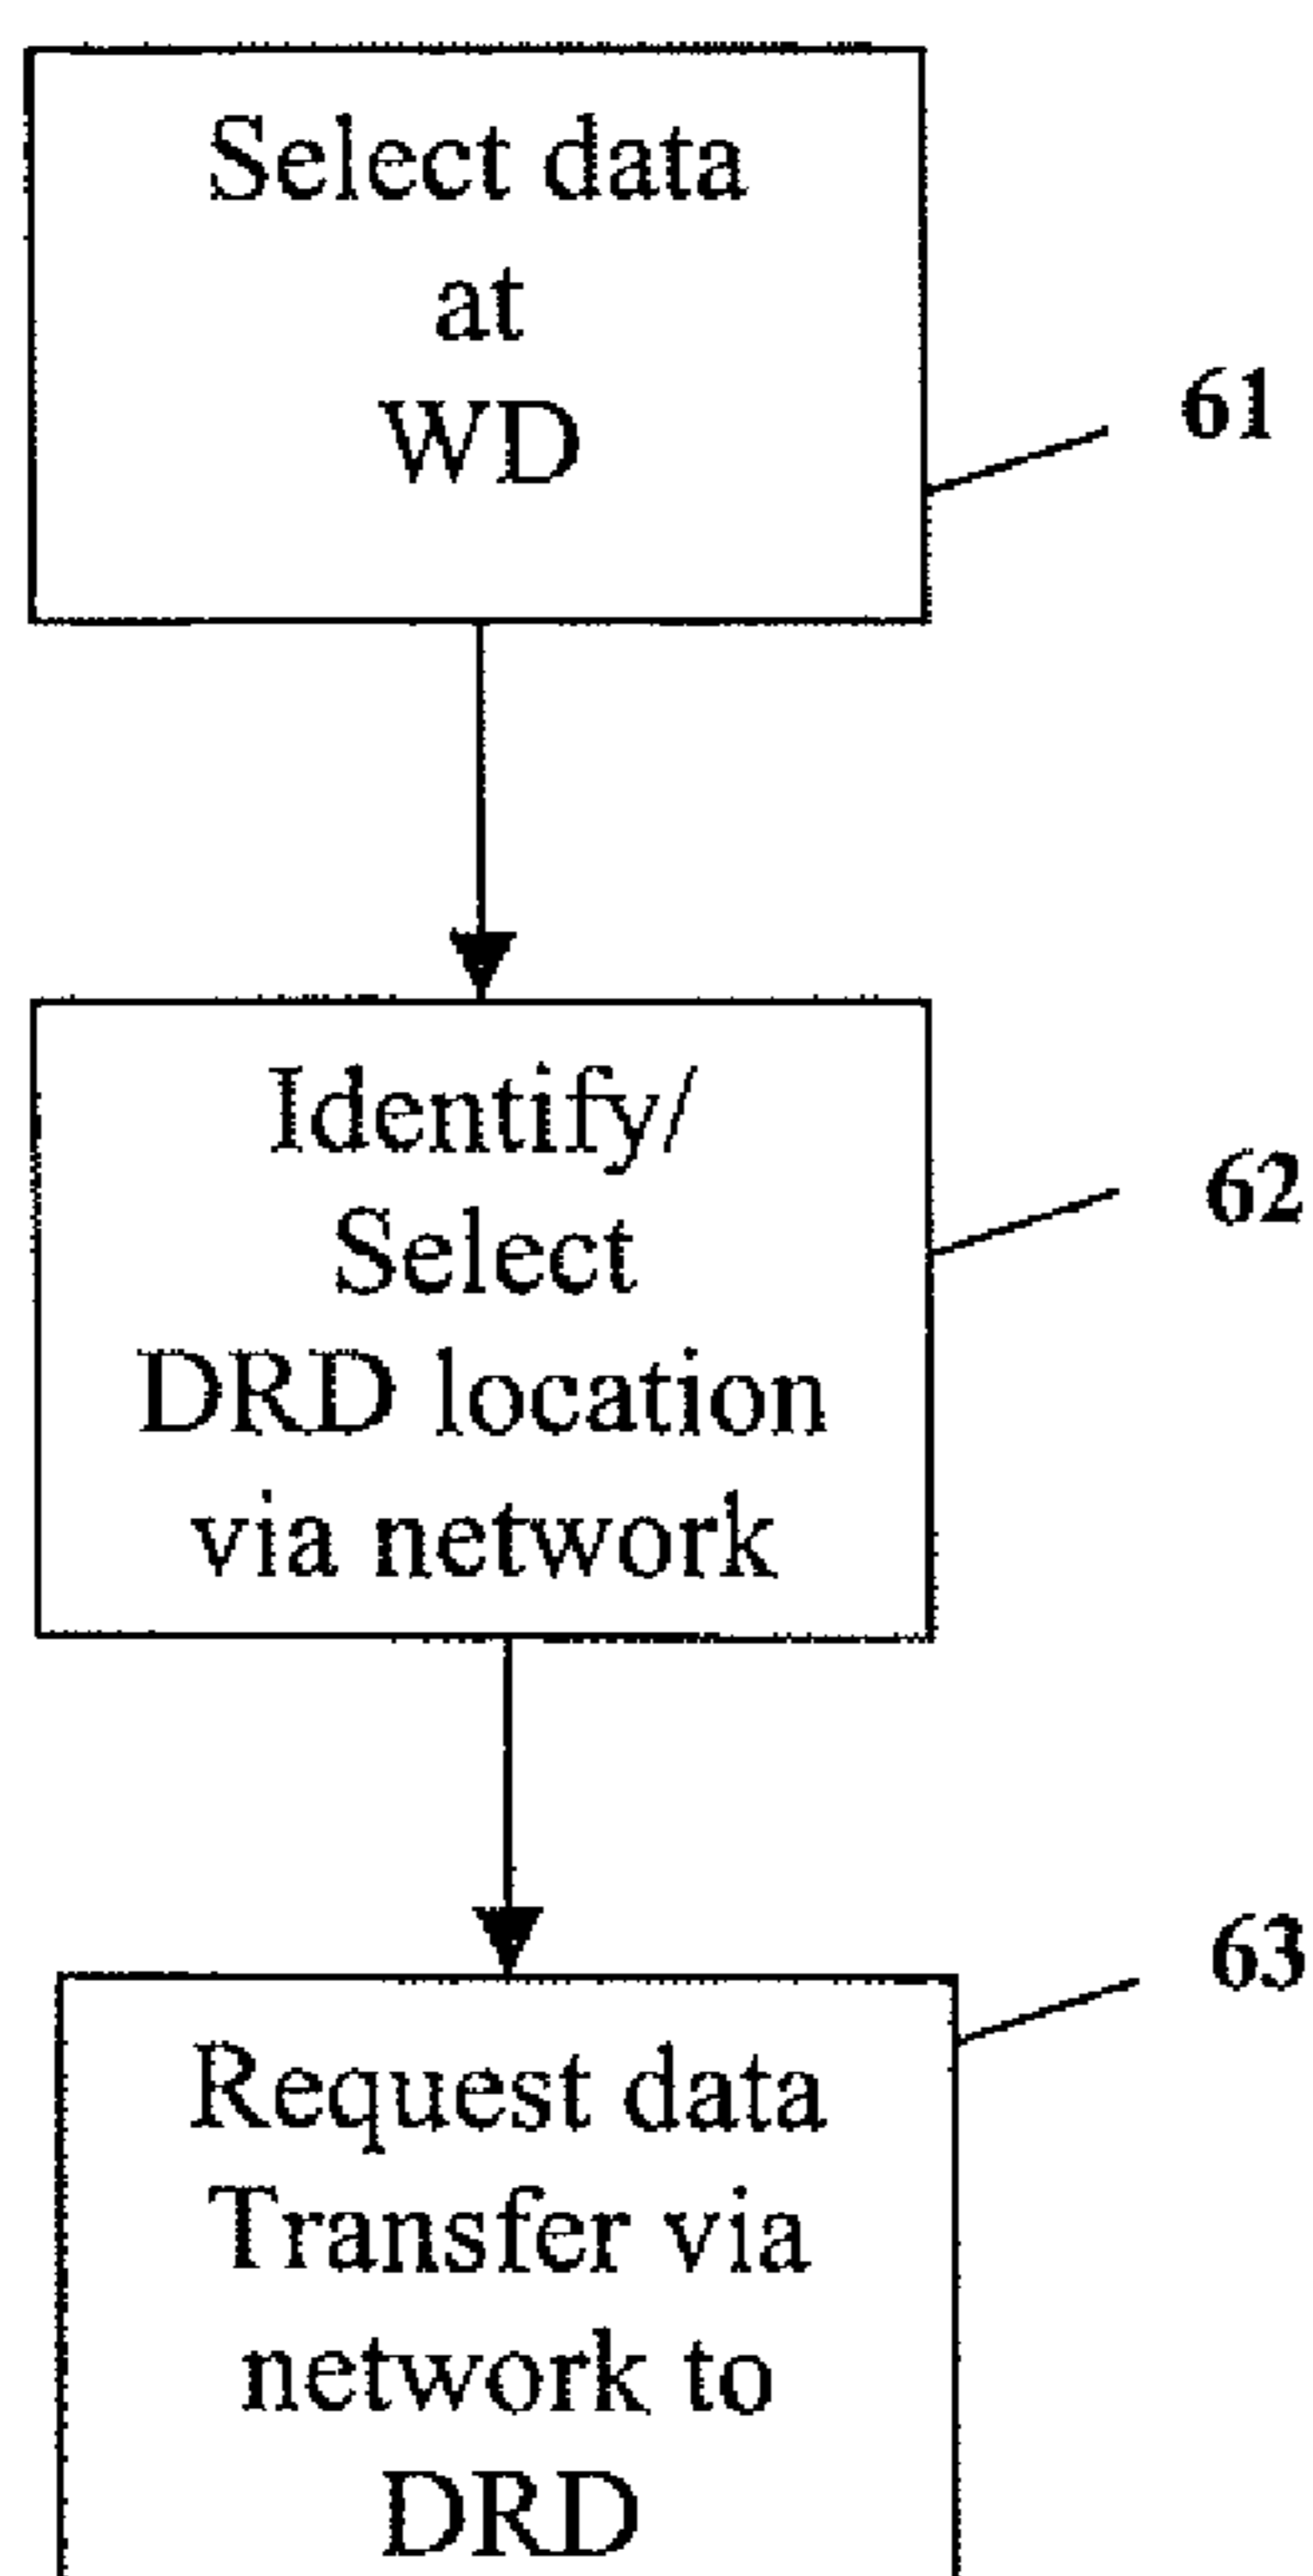 Select data
at
WD
61
Identify/
Select
DRD location
via network
62
63
Request data
Transfer via
network to
DRD